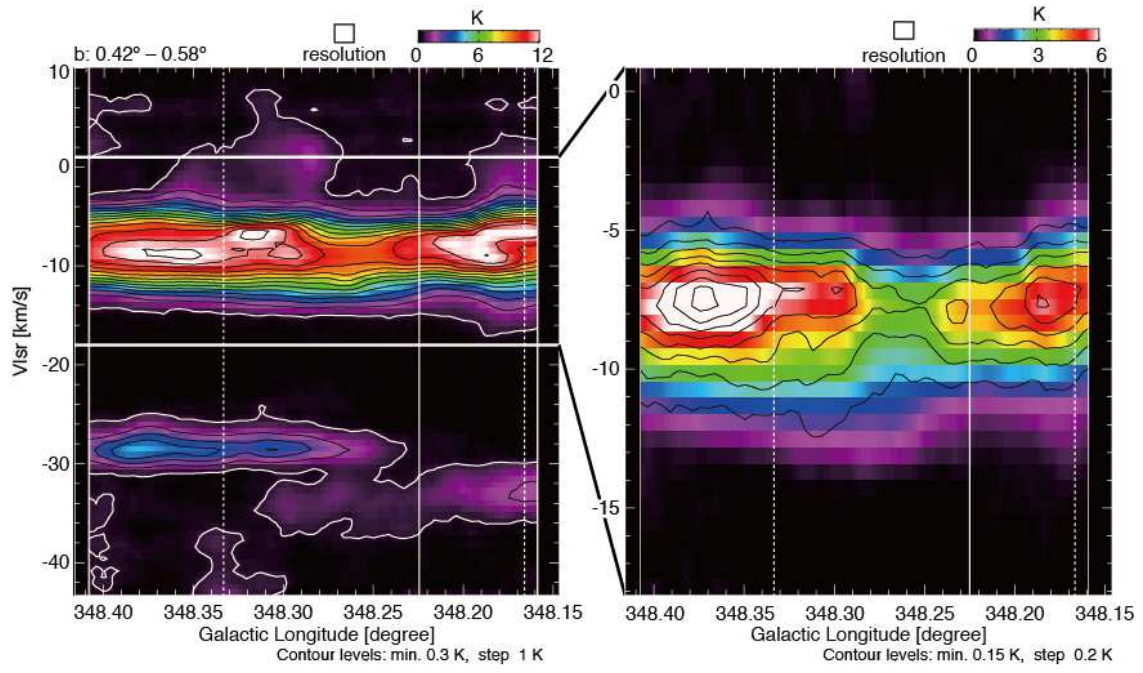 K
K
b: 0.42° – 0.58°
resolution
0 6 12
resolution
0 3 6
10
0
-10
-20
-30
-40
Vlsr [km/s]
348.40 348.35 348.30 348.25 348.20 348.15
Galactic Longitude [degree]
Contour levels: min. 0.3 K, step 1 K
0
-5
-10
-15
348.40 348.35 348.30 348.25 348.20 348.15
Galactic Longitude [degree]
Contour levels: min. 0.15 K, step 0.2 K